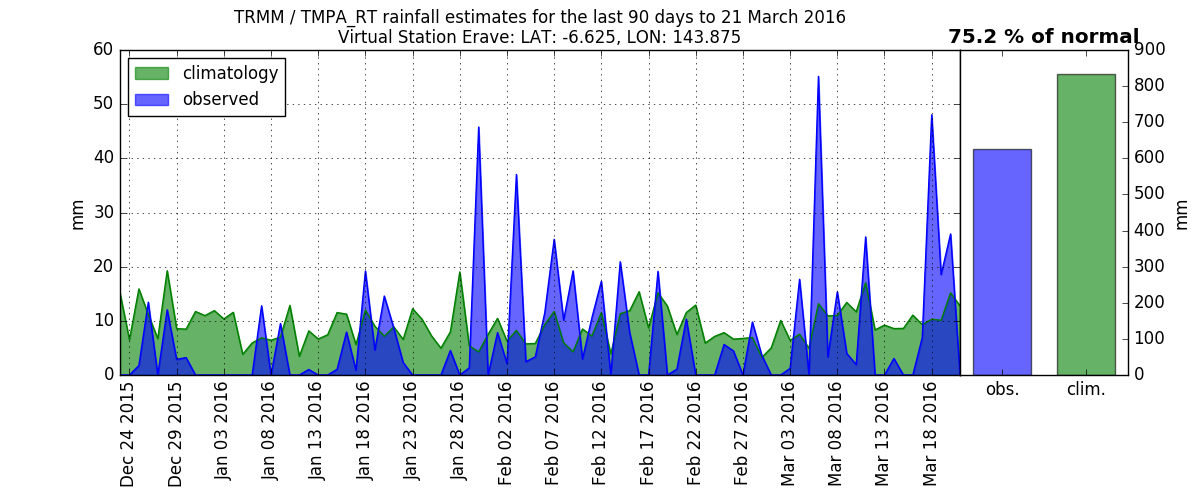 TRMM / TMPA_RT rainfall estimates for the last 90 days to 21 March 2016
Virtual Station Erave: LAT: -6.625, LON: 143.875
75.2 % of normal
climatology
observed
60
50
40
30
20
10
0
mm
900
800
700
600
500
400
300
200
100
0
mm
Dec 24 2015
Dec 29 2015
Jan 03 2016
Jan 08 2016
Jan 13 2016
Jan 18 2016
Jan 23 2016
Jan 28 2016
Feb 02 2016
Feb 07 2016
Feb 12 2016
Feb 17 2016
Feb 22 2016
Feb 27 2016
Mar 03 2016
Mar 08 2016
Mar 13 2016
Mar 18 2016
obs.
clim.